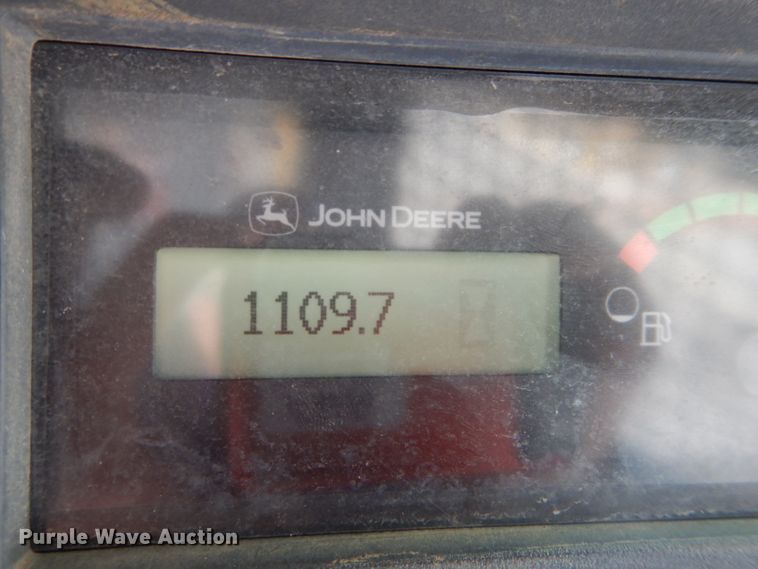 JOHN DEERE
1109.7
Purple Wave Auction